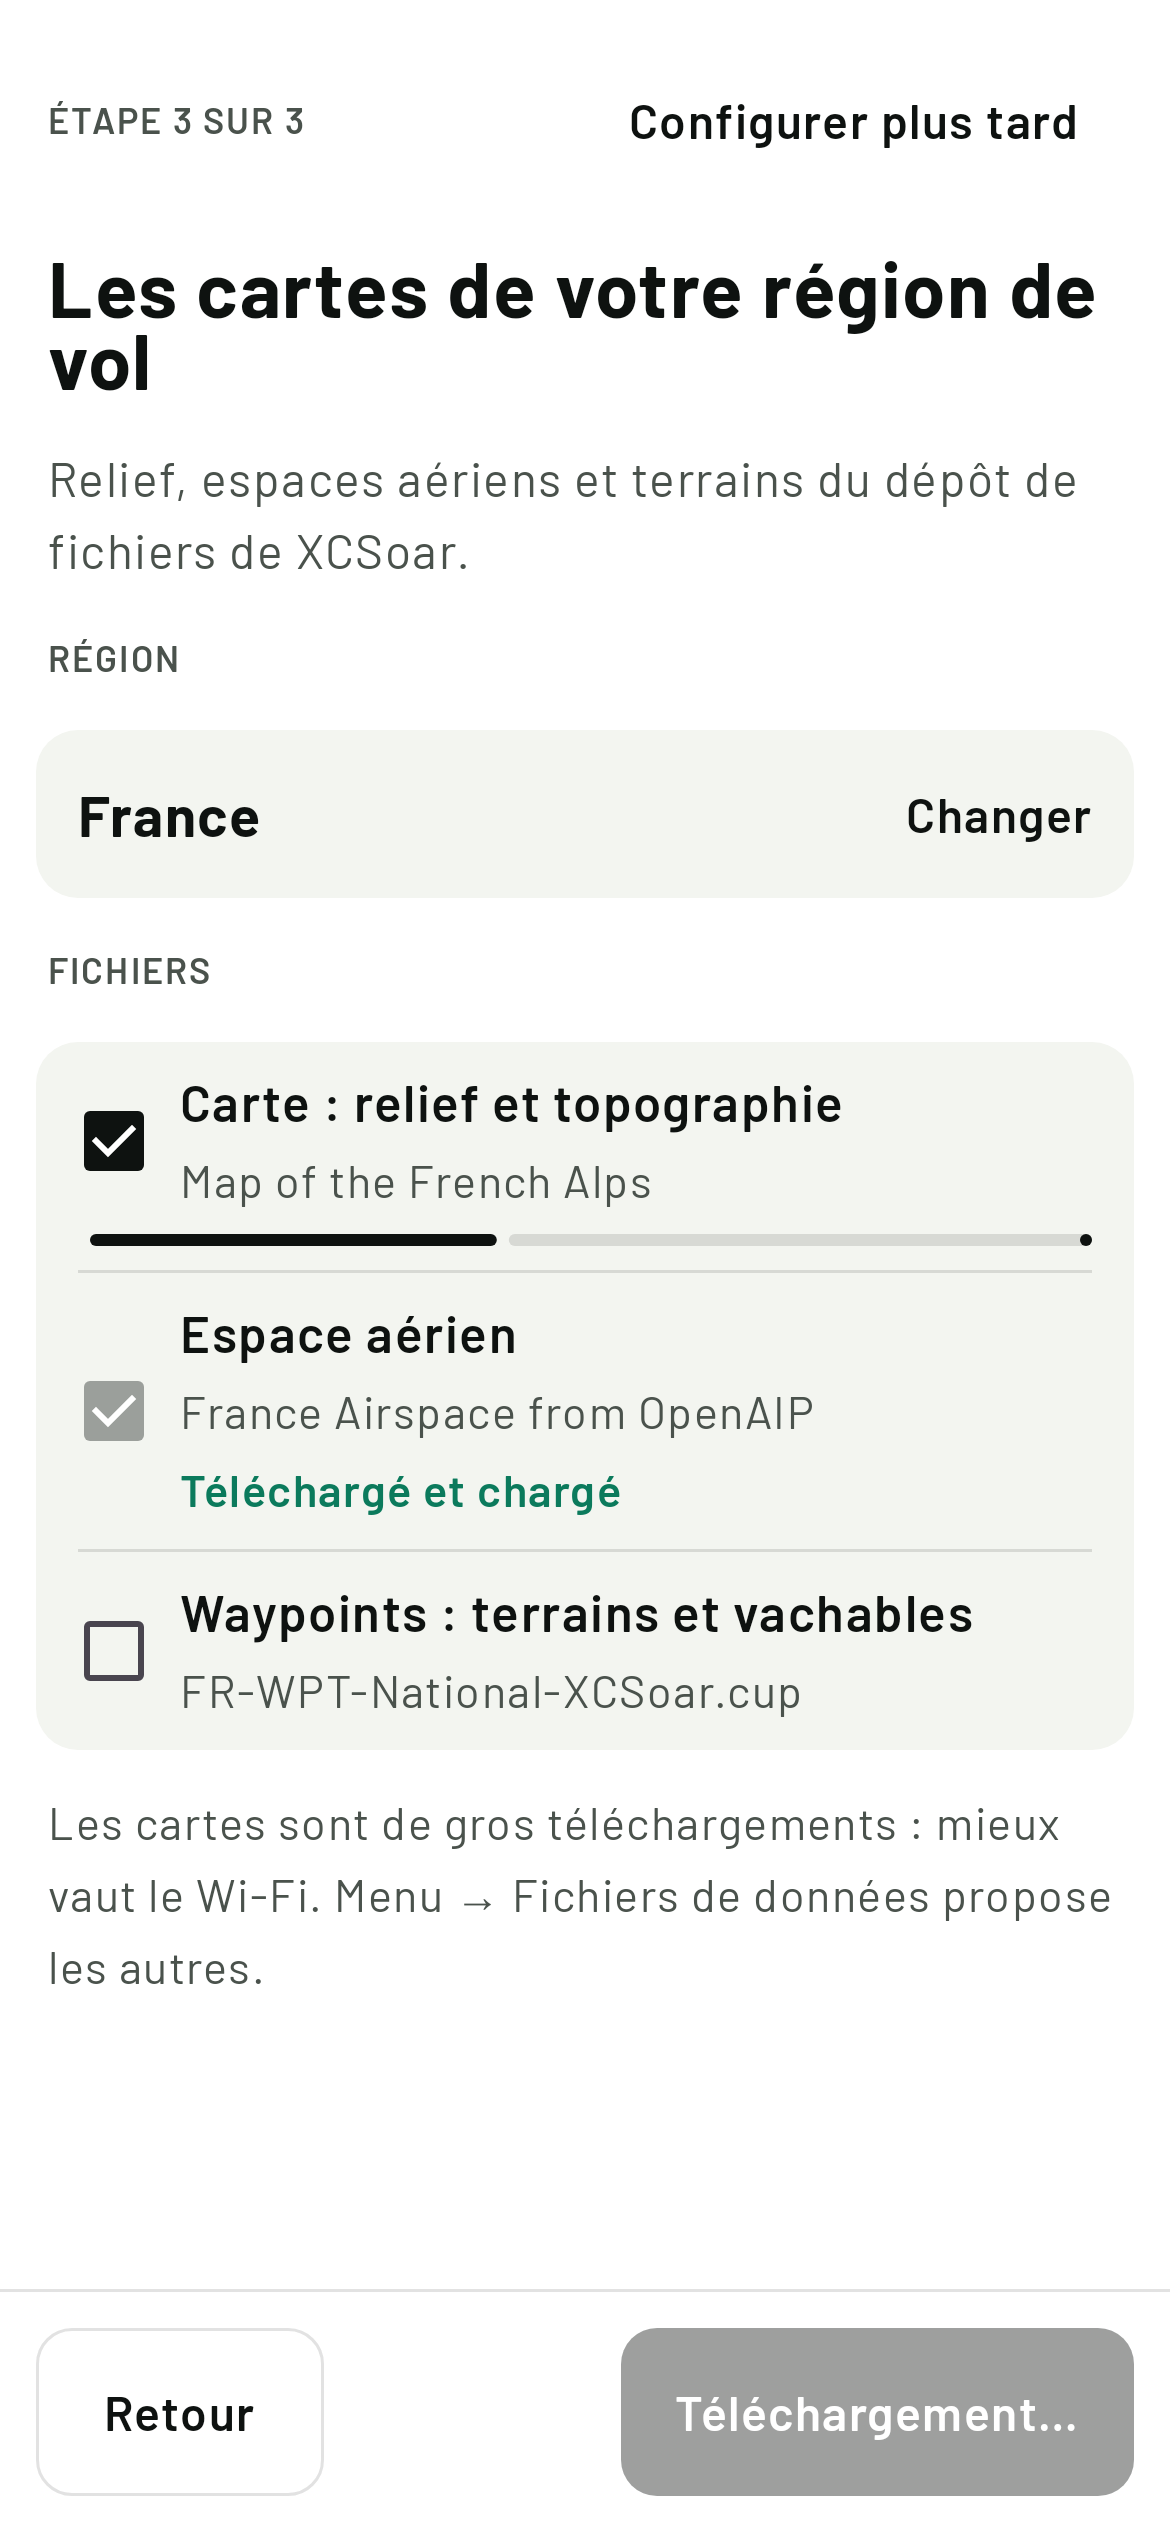 ÉTAPE 3 SUR 3
Configurer plus tard
Les cartes de votre région de
vol
Relief, espaces aériens et terrains du dépôt de
fichiers de XCSoar.
RÉGION
France
Changer
FICHIERS
Carte : relief et topographie
Map of the French Alps
Espace aérien
France Airspace from OpenAIP
Téléchargé et chargé
Waypoints : terrains et vachables
FR-WPT-National-XCSoar.cup
Les cartes sont de gros téléchargements : mieux
vaut le Wi-Fi. Menu → Fichiers de données propose
les autres.
Retour
Téléchargement…